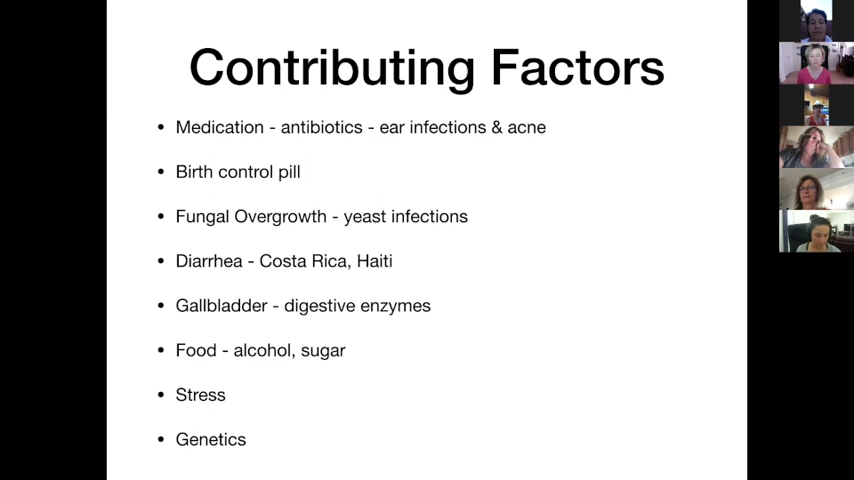 Contributing Factors
• Medication - antibiotics - ear infections & acne
• Birth control pill
• Fungal Overgrowth - yeast infections
• Diarrhea - Costa Rica, Haiti
• Gallbladder - digestive enzymes
• Food - alcohol, sugar
• Stress
• Genetics